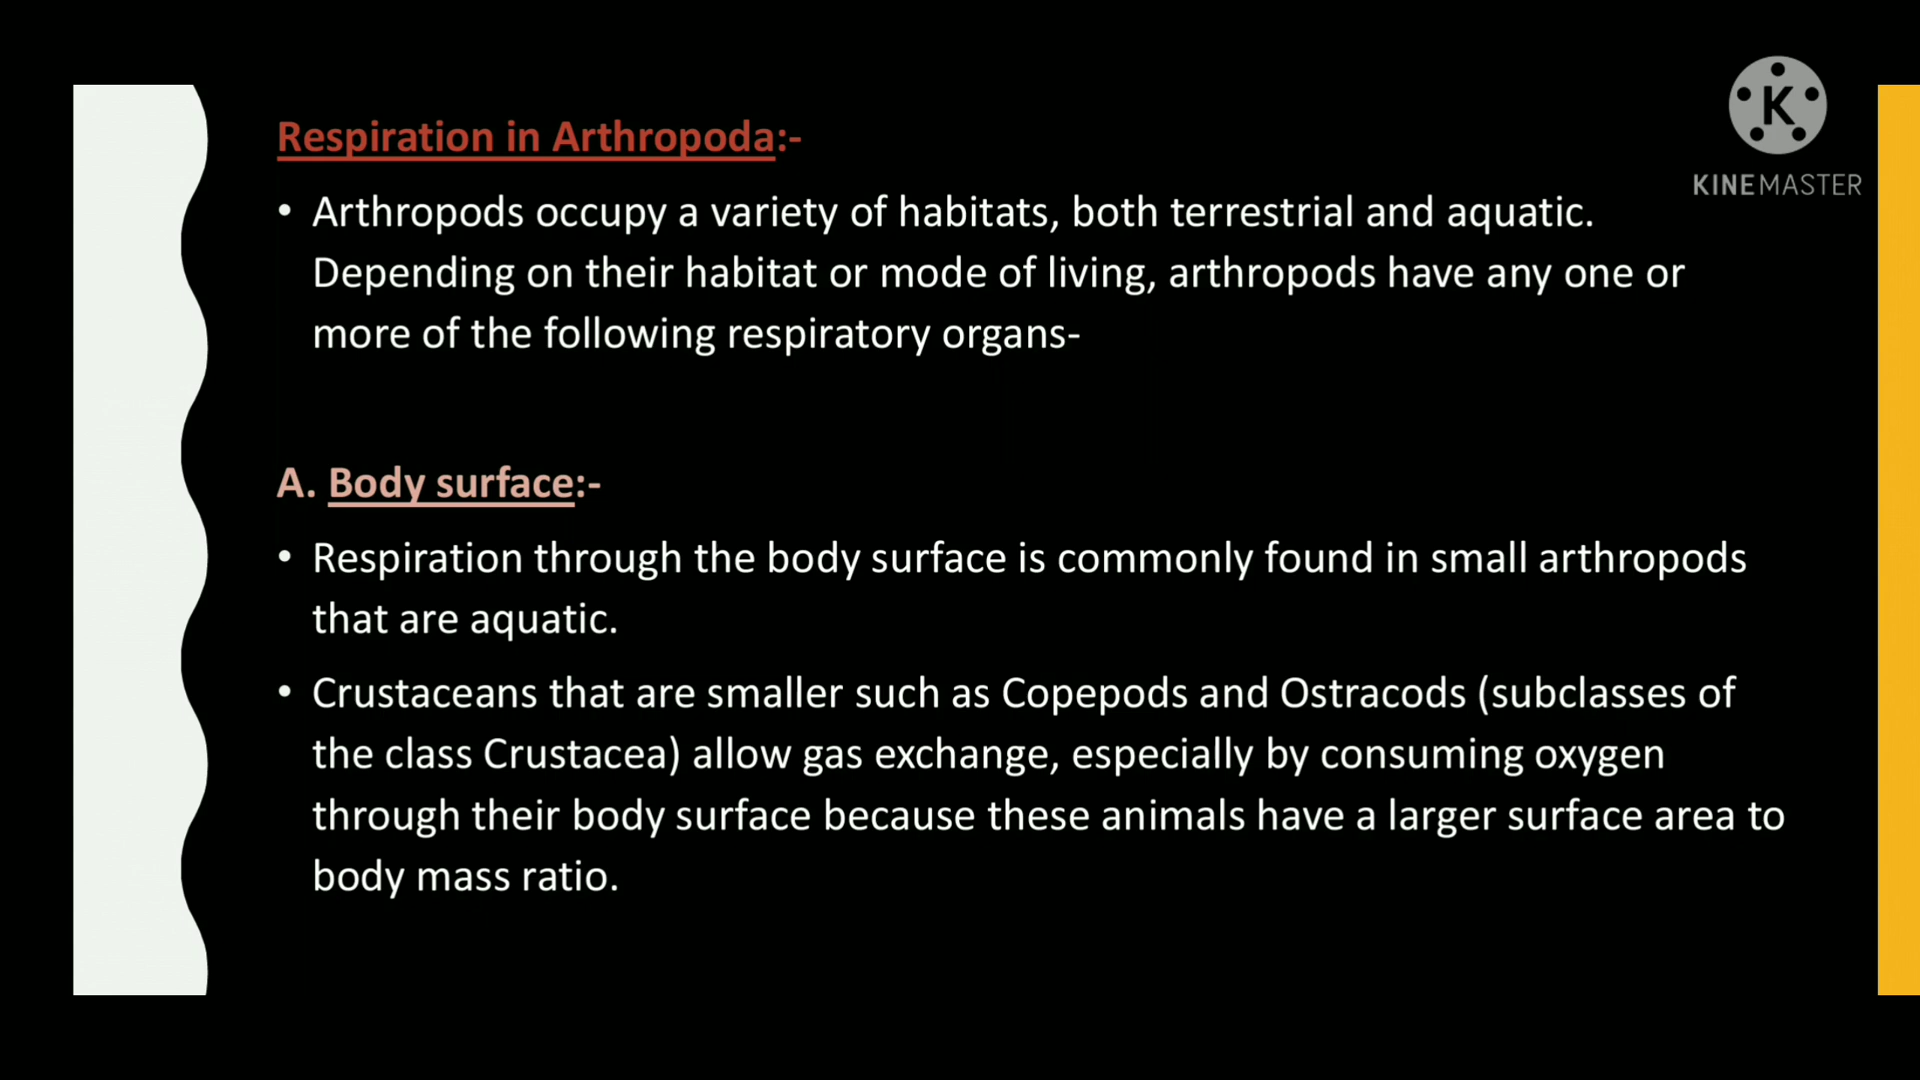 Respiration in Arthropoda:-
KINEMASTER
• Arthropods occupy a variety of habitats, both terrestrial and aquatic.
Depending on their habitat or mode of living, arthropods have any one or
more of the following respiratory organs-
A. Body surface:-
• Respiration through the body surface is commonly found in small arthropods
that are aquatic.
• Crustaceans that are smaller such as Copepods and Ostracods (subclasses of
the class Crustacea) allow gas exchange, especially by consuming oxygen
through their body surface because these animals have a larger surface area to
body mass ratio.